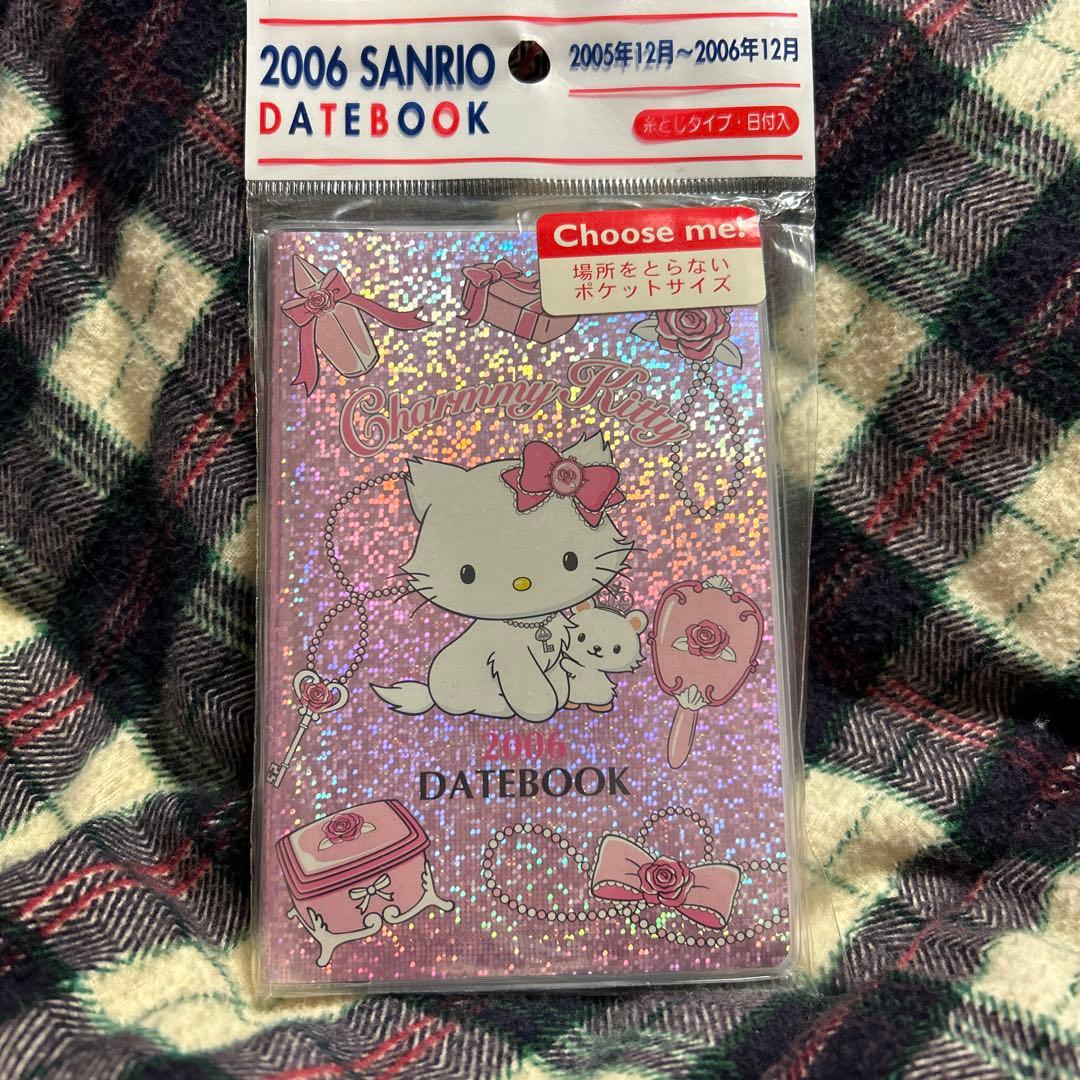 2006 SANRIO
DATEBOOK
2005年12月～2006年12月
糸とじタイプ・日付入
Choose me!
場所をとらない
ポケットサイズ
Charmmy Kitty
2006
DATEBOOK